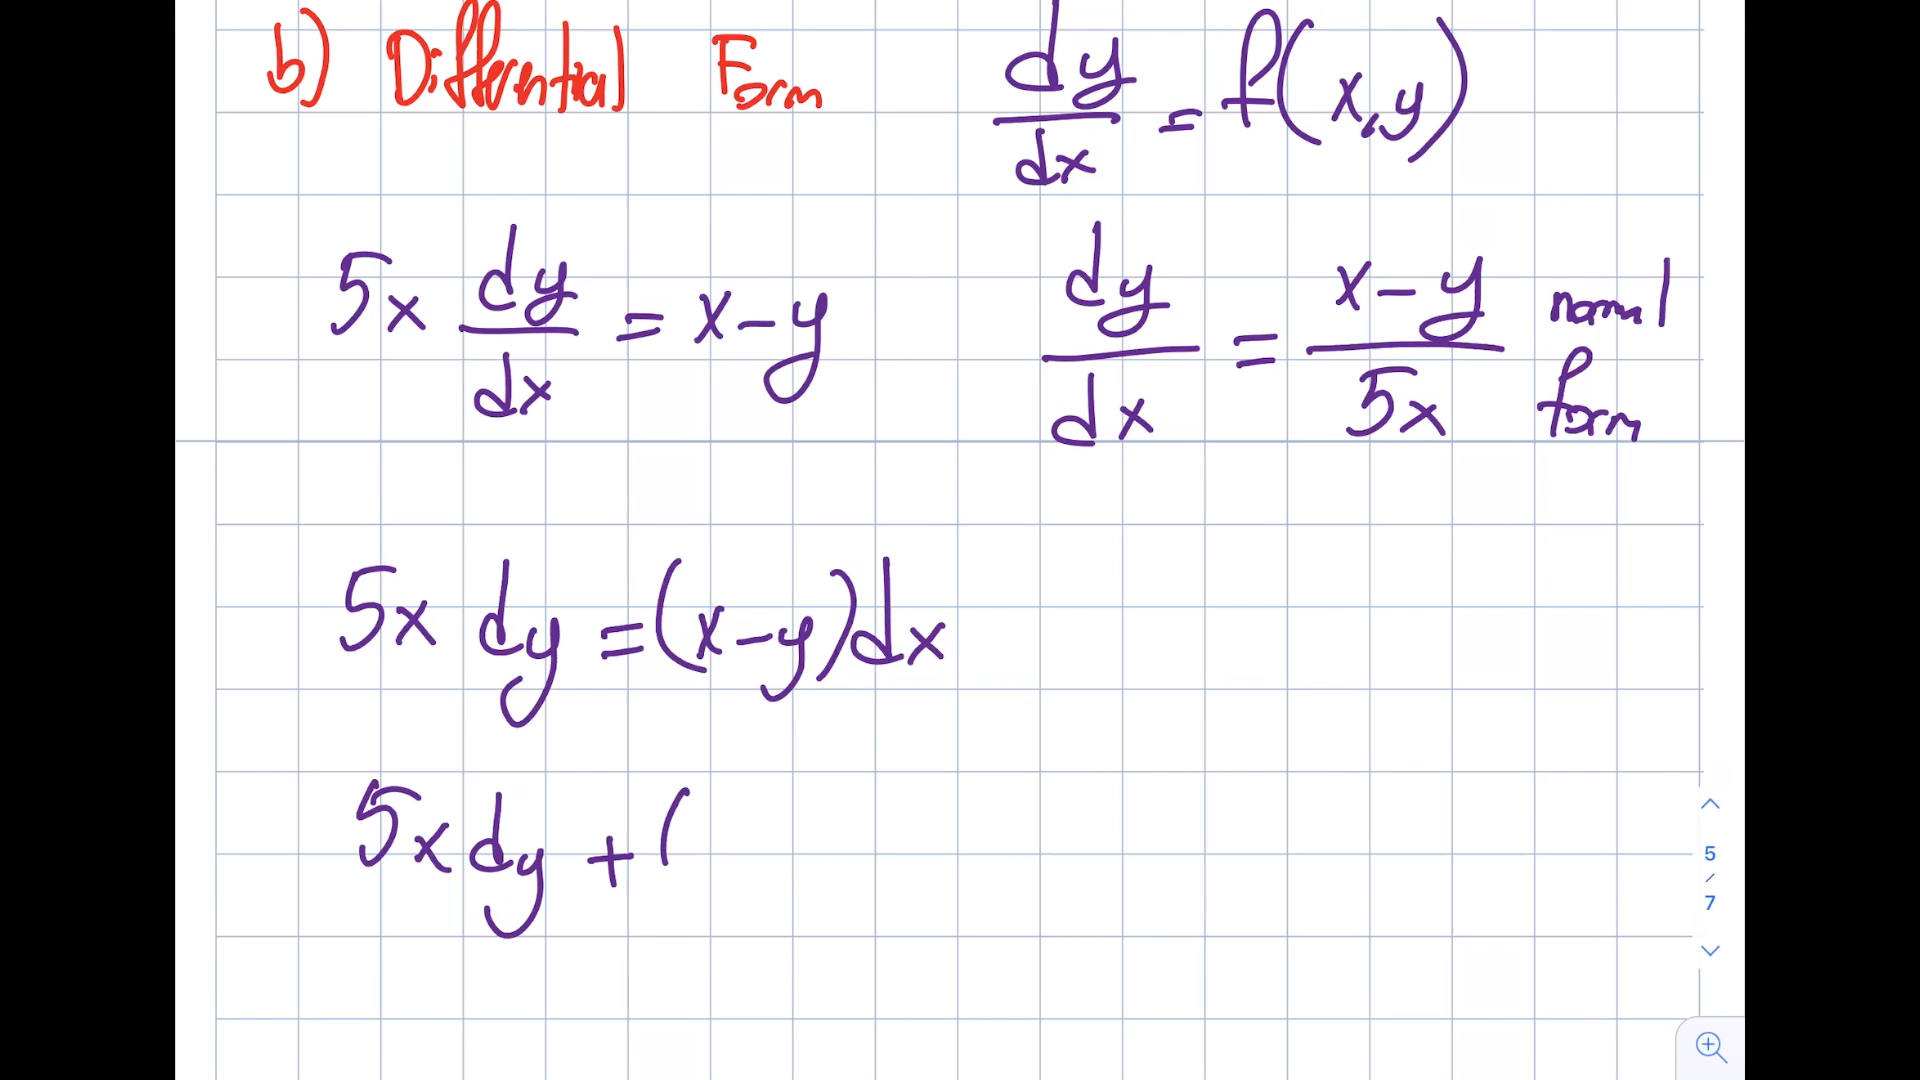 b) Differential Form dy/dx = f(x,y)
5x dy/dx = x-y dy/dx = (x-y)/5x normal form
5x dy = (x-y)dx
5x dy + (
5
/
7